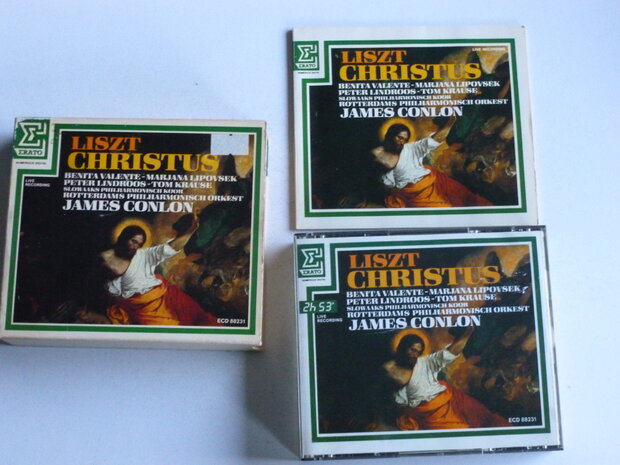 ERATO
LISZT
CHRISTUS
LIVE RECORDING
BENITA VALENTE - MARJANA LIPOVSEK
PETER LINDROOS - TOM KRAUSE
SLOWAAKS PHILHARMONISCH KOOR
ROTTERDAMS PHILHARMONISCH ORKEST
JAMES CONLON
ECD 88231
LIVE RECORDING
ERATO
LISZT
CHRISTUS
BENITA VALENTE - MARJANA LIPOVSEK
PETER LINDROOS - TOM KRAUSE
SLOWAAKS PHILHARMONISCH KOOR
ROTTERDAMS PHILHARMONISCH ORKEST
JAMES CONLON
ERATO
LISZT
CHRISTUS
BENITA VALENTE - MARJANA LIPOVSEK
PETER LINDROOS - TOM KRAUSE
2h 53'
SLOWAAKS PHILHARMONISCH KOOR
LIVE
RECORDING
ROTTERDAMS PHILHARMONISCH ORKEST
JAMES CONLON
ECD 88231